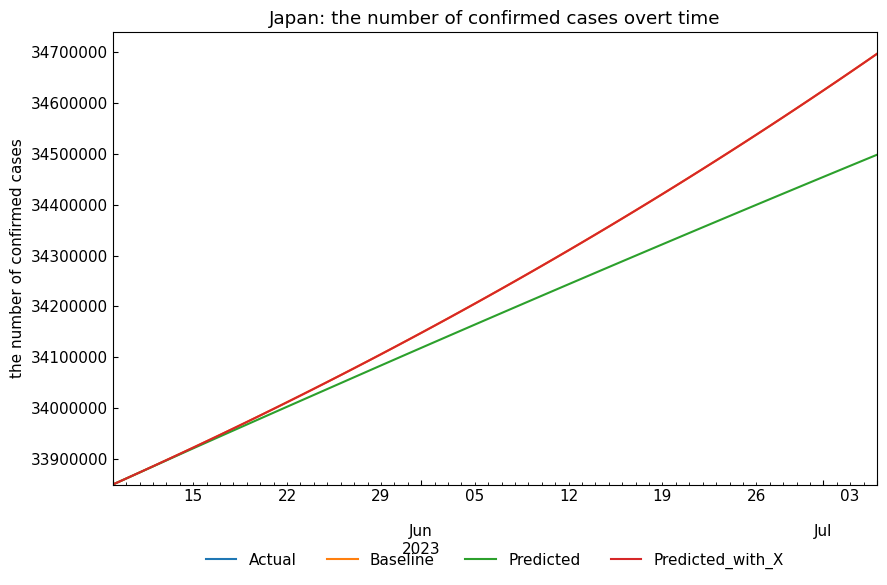 Japan: the number of confirmed cases overt time
the number of confirmed cases
34700000
34600000
34500000
34400000
34300000
34200000
34100000
34000000
33900000
15 22 29 05 12 19 26 03
Jun Jul
2023
Actual Baseline Predicted Predicted_with_X